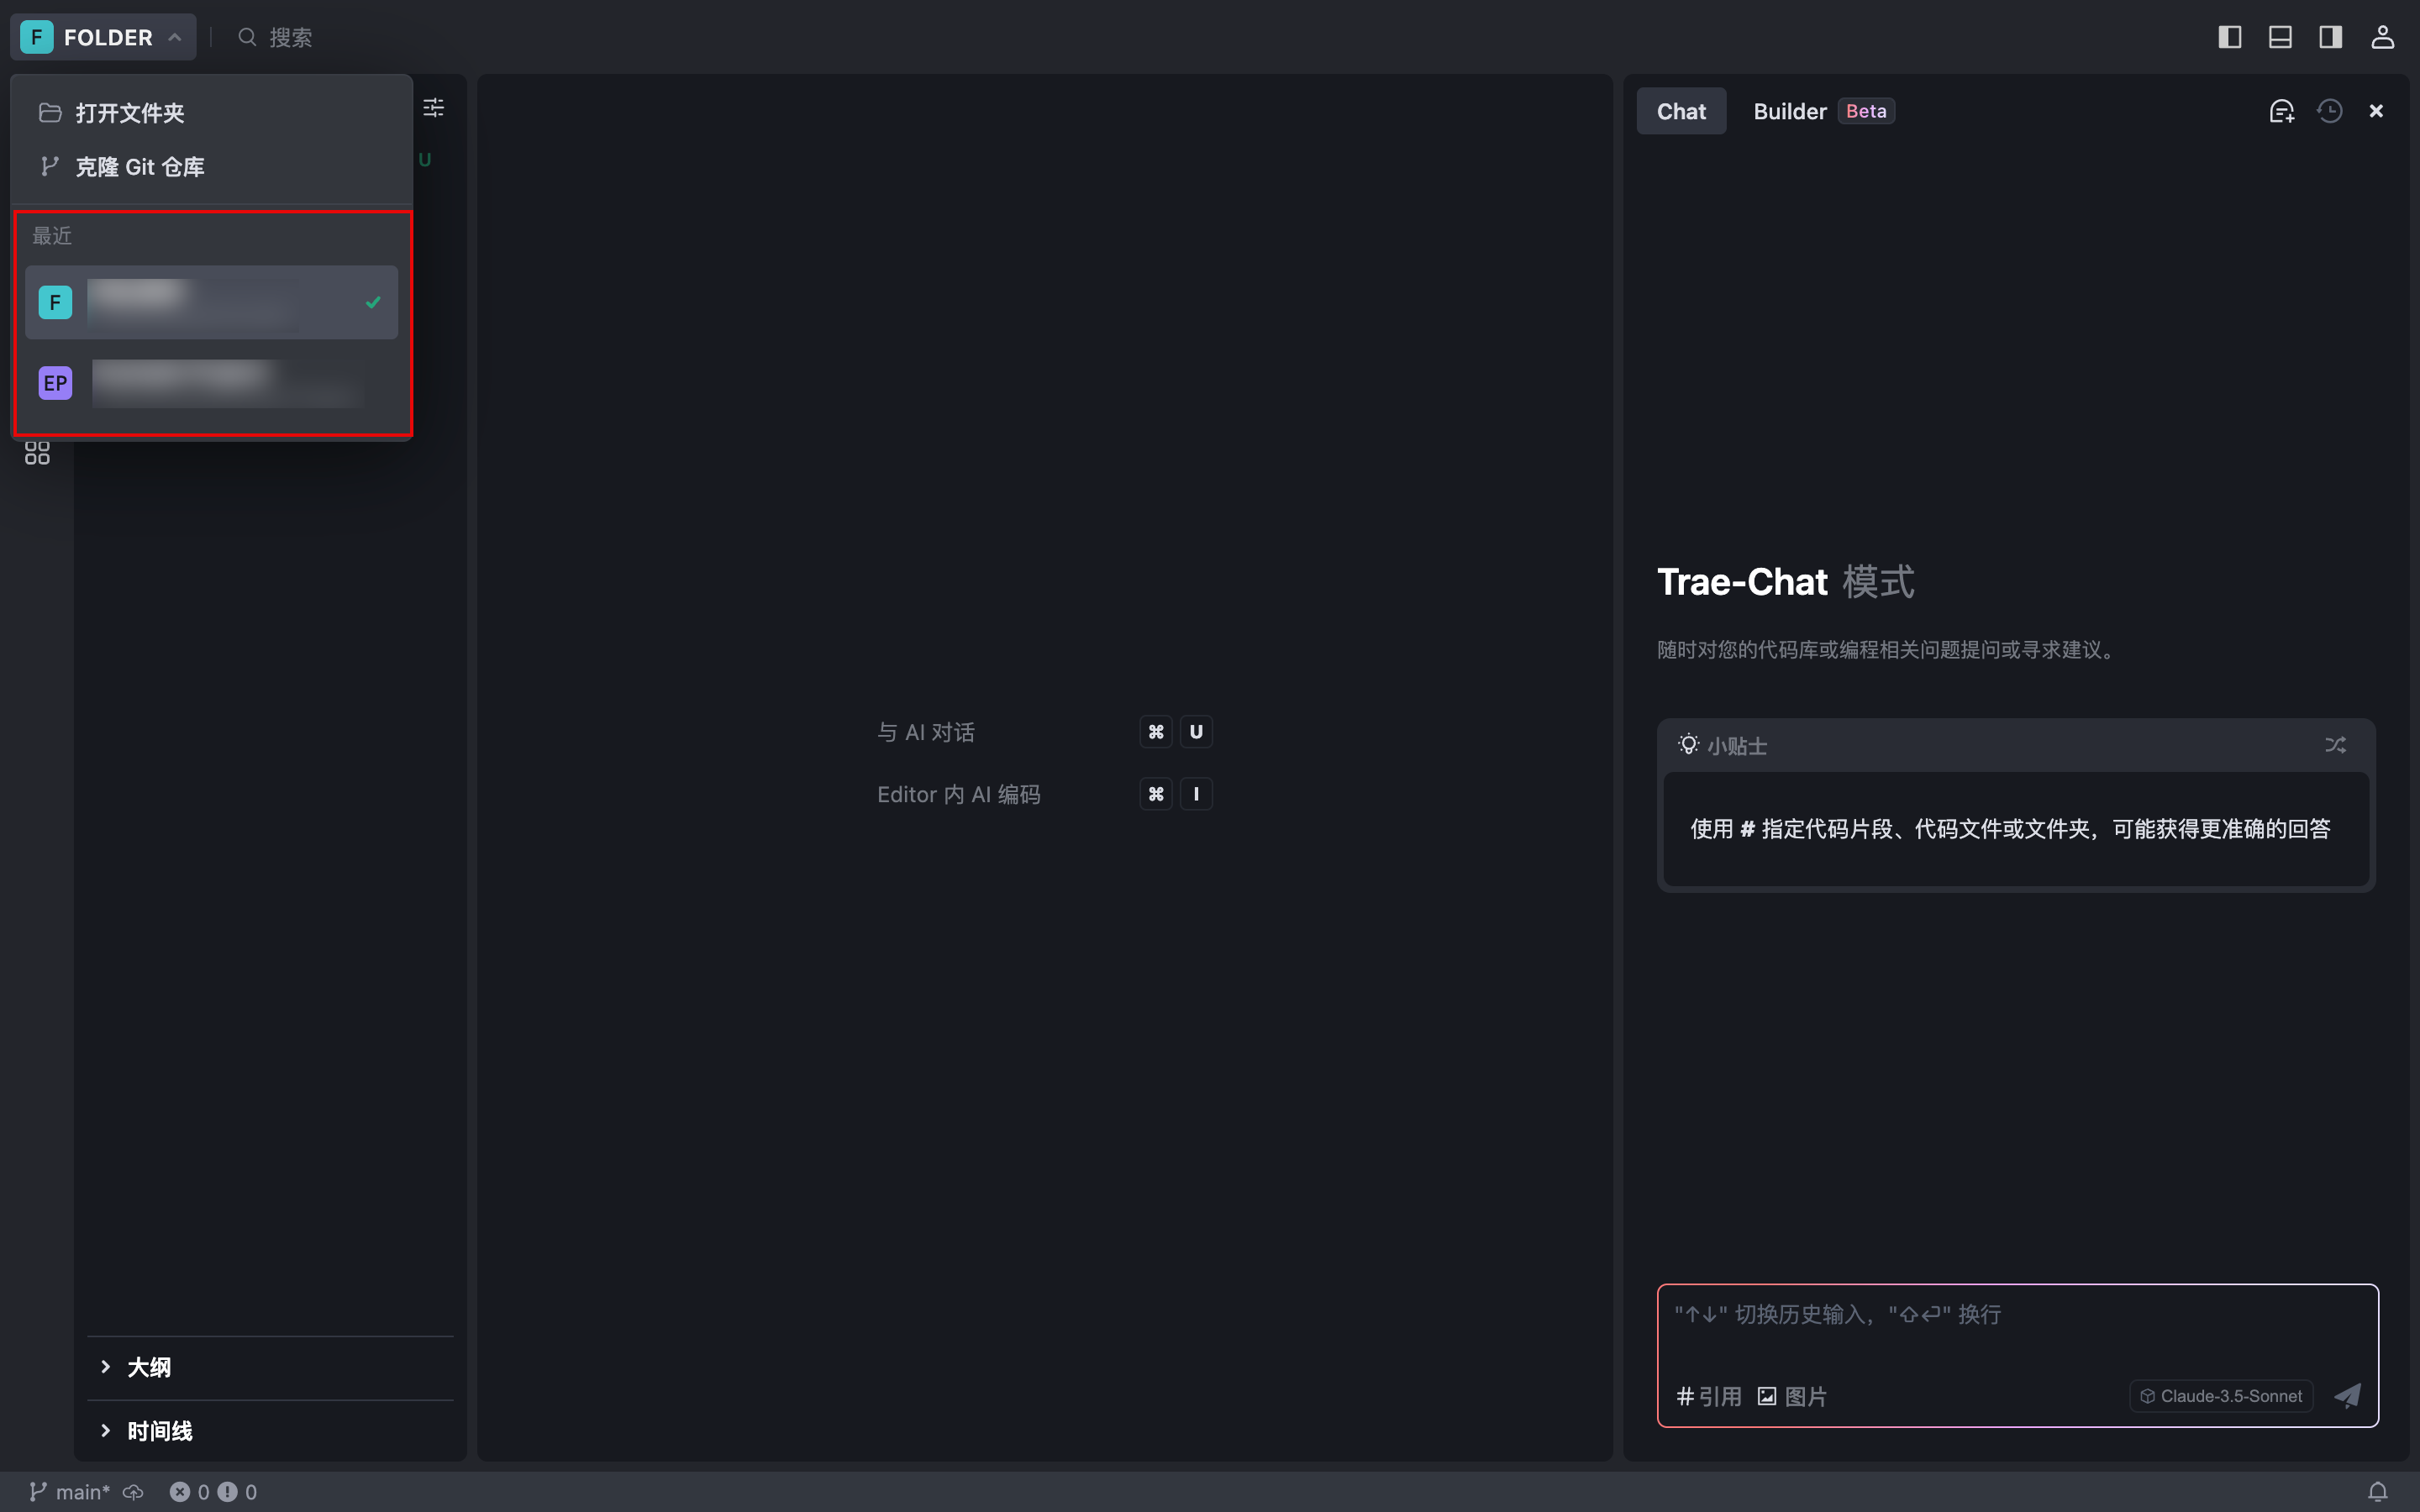 F FOLDER 搜索
打开文件夹
克隆 Git 仓库
U
最近
F
EP
大纲
时间线
与 AI 对话 ⌘ U
Editor 内 AI 编码 ⌘ I
Chat Builder Beta
Trae-Chat 模式
随时对您的代码库或编程相关问题提问或寻求建议。
小贴士
使用 # 指定代码片段、代码文件或文件夹，可能获得更准确的回答
"↑↓" 切换历史输入，"⇧⏎" 换行
#引用 图片 Claude-3.5-Sonnet
main* 0 0